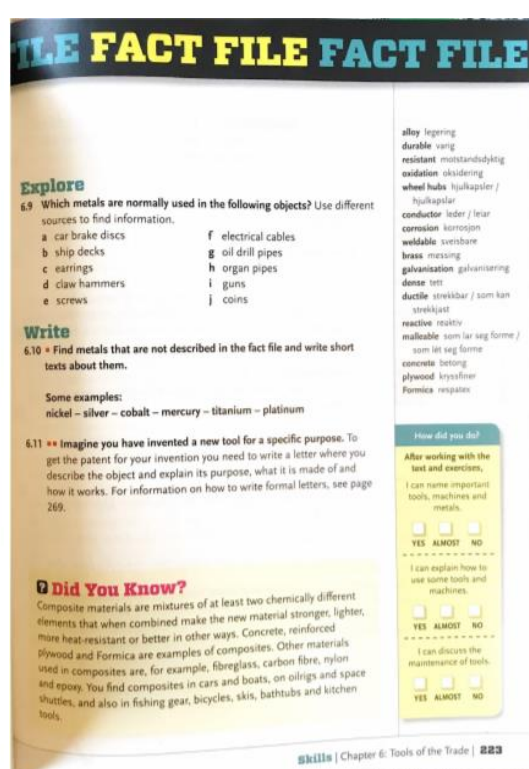 ILE FACT FILE FACT FILE
Explore
6.9 Which metals are normally used in the following objects? Use different
sources to find information.
a car brake discs
b ship decks
c earrings
d claw hammers
e screws
f electrical cables
g oil drill pipes
h organ pipes
i guns
j coins
Write
6.10 * Find metals that are not described in the fact file and write short
texts about them.
Some examples:
nickel – silver – cobalt – mercury – titanium – platinum
6.11 ** Imagine you have invented a new tool for a specific purpose. To
get the patent for your invention you need to write a letter where you
describe the object and explain its purpose, what it is made of and
how it works. For information on how to write formal letters, see page
269.
? Did You Know?
Composite materials are mixtures of at least two chemically different
elements that when combined make the new material stronger, lighter,
more heat-resistant or better in other ways. Concrete, reinforced
plywood and Formica are examples of composites. Other materials
used in composites are, for example, fibreglass, carbon fibre, nylon
and epoxy. You find composites in cars and boats, on oilrigs and space
shuttles, and also in fishing gear, bicycles, skis, bathtubs and kitchen
tools.
alloy legering
durable varig
resistant motstandsdyktig
oxidation oksidering
wheel hubs hjulkapsler /
hjulkapslar
conductor leder / leiar
corrosion korrosjon
weldable sveisbare
brass messing
galvanisation galvanisering
dense tett
ductile strekkbar / som kan
strekkjast
reactive reaktiv
malleable som lar seg forme /
som lèt seg forme
concrete betong
plywood kryssfiner
Formica respatex
How did you do?
After working with the
text and exercises,
I can name important
tools, machines and
metals.
YES ALMOST NO
I can explain how to
use some tools and
machines.
YES ALMOST NO
I can discuss the
maintenance of tools.
YES ALMOST NO
Skills | Chapter 6: Tools of the Trade | 223